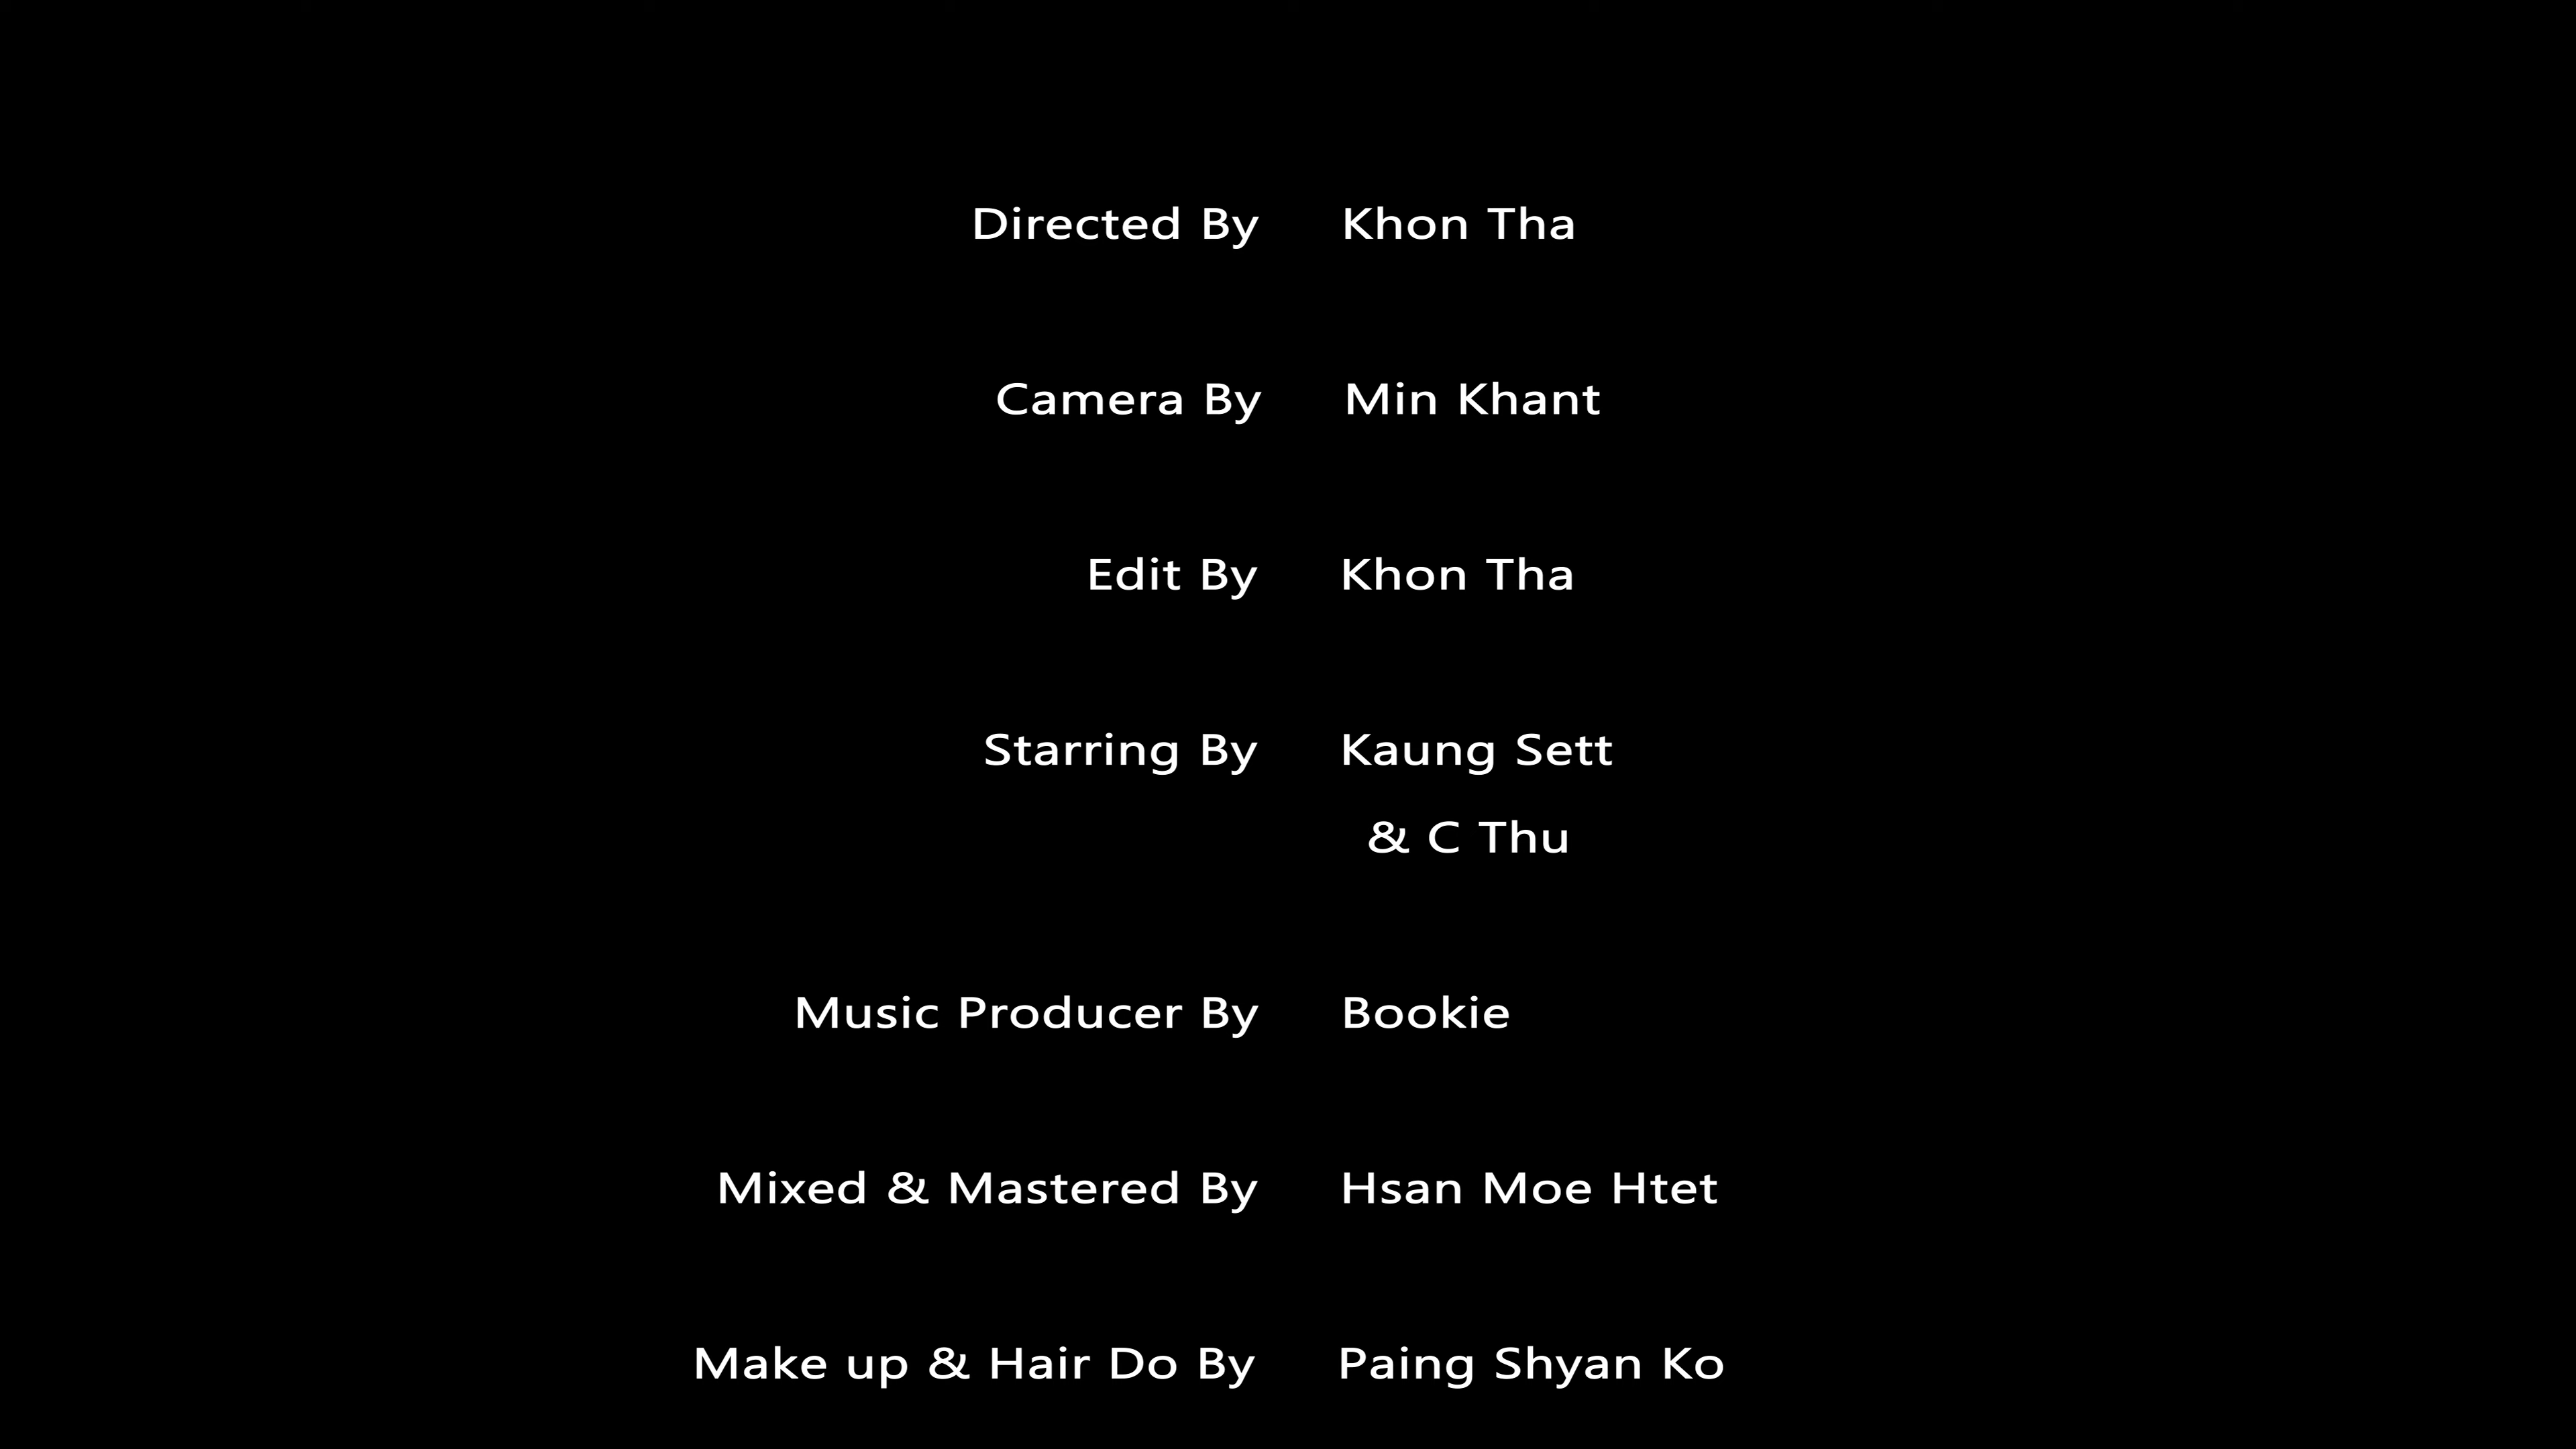 Directed By Khon Tha
Camera By Min Khant
Edit By Khon Tha
Starring By Kaung Sett
& C Thu
Music Producer By Bookie
Mixed & Mastered By Hsan Moe Htet
Make up & Hair Do By Paing Shyan Ko